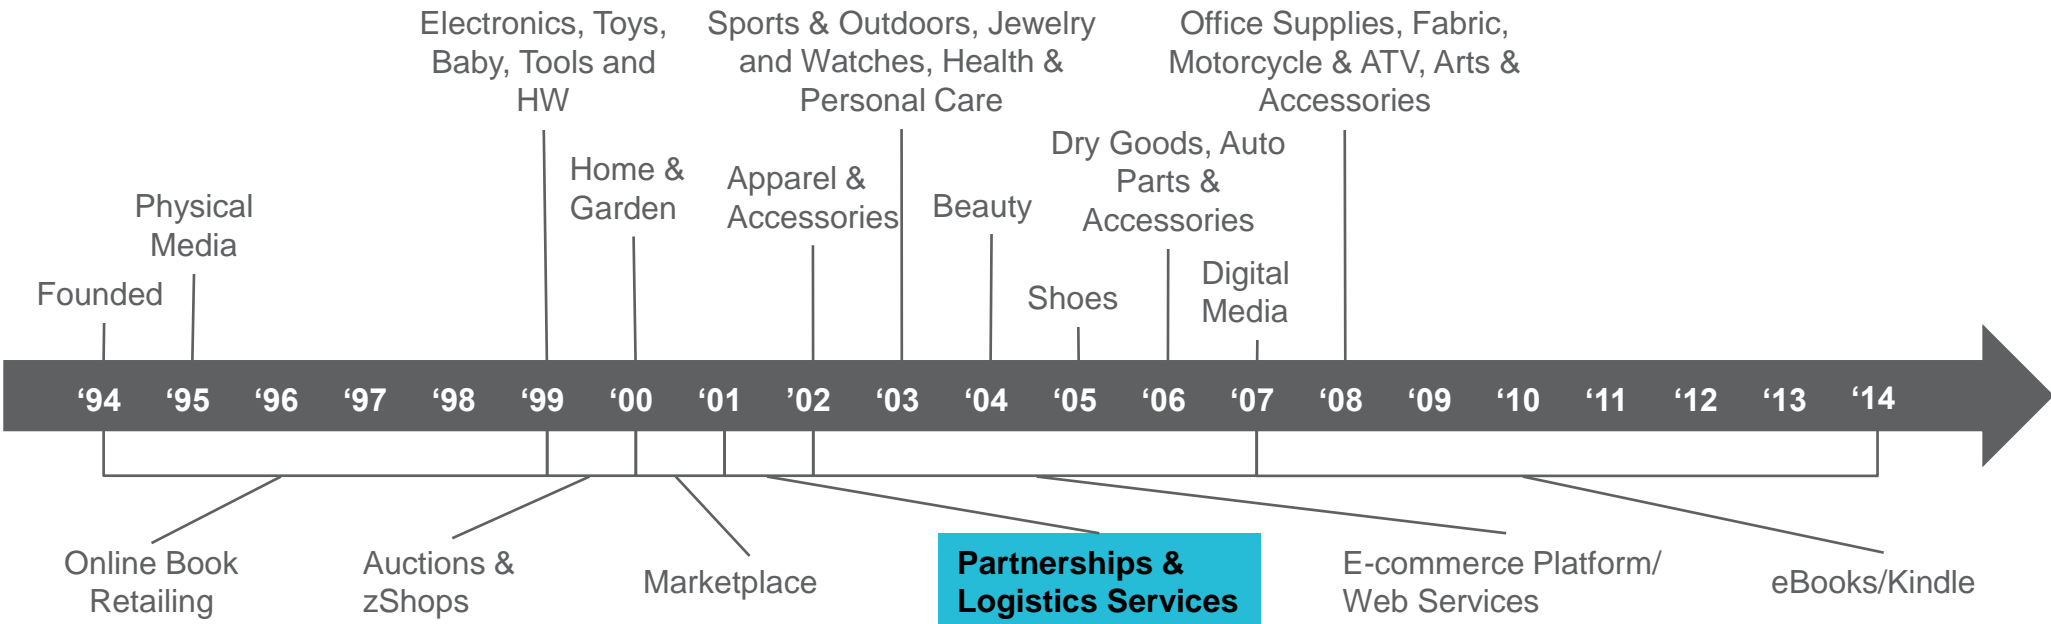 Electronics, Toys,
Baby, Tools and
HW
Sports & Outdoors, Jewelry
and Watches, Health &
Personal Care
Office Supplies, Fabric,
Motorcycle & ATV, Arts &
Accessories
Physical
Media
Home &
Garden
Apparel &
Accessories
Beauty
Dry Goods, Auto
Parts &
Accessories
Founded
Shoes
Digital
Media
‘94 ‘95 ‘96 ‘97 ‘98 ‘99 ‘00 ‘01 ’02 ‘03 ‘04 ‘05 ‘06 ‘07 ‘08 ‘09 ‘10 ‘11 ‘12 ‘13 ‘14
Online Book
Retailing
Auctions &
zShops
Marketplace
Partnerships &
Logistics Services
E-commerce Platform/
Web Services
eBooks/Kindle